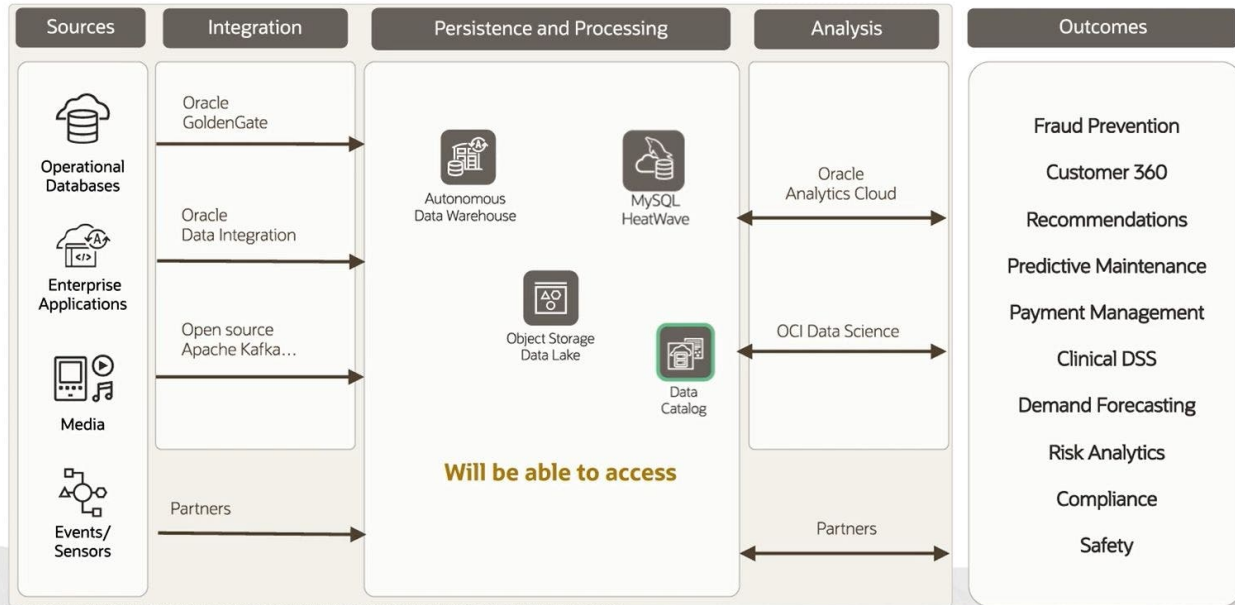 Sources
Integration
Persistence and Processing
Analysis
Outcomes
Operational
Databases
Enterprise
Applications
Media
Events/
Sensors
Oracle
GoldenGate
Oracle
Data Integration
Open source
Apache Kafka...
Partners
Autonomous
Data Warehouse
MySQL
HeatWave
Object Storage
Data Lake
Data
Catalog
Will be able to access
Oracle
Analytics Cloud
OCI Data Science
Partners
Fraud Prevention
Customer 360
Recommendations
Predictive Maintenance
Payment Management
Clinical DSS
Demand Forecasting
Risk Analytics
Compliance
Safety